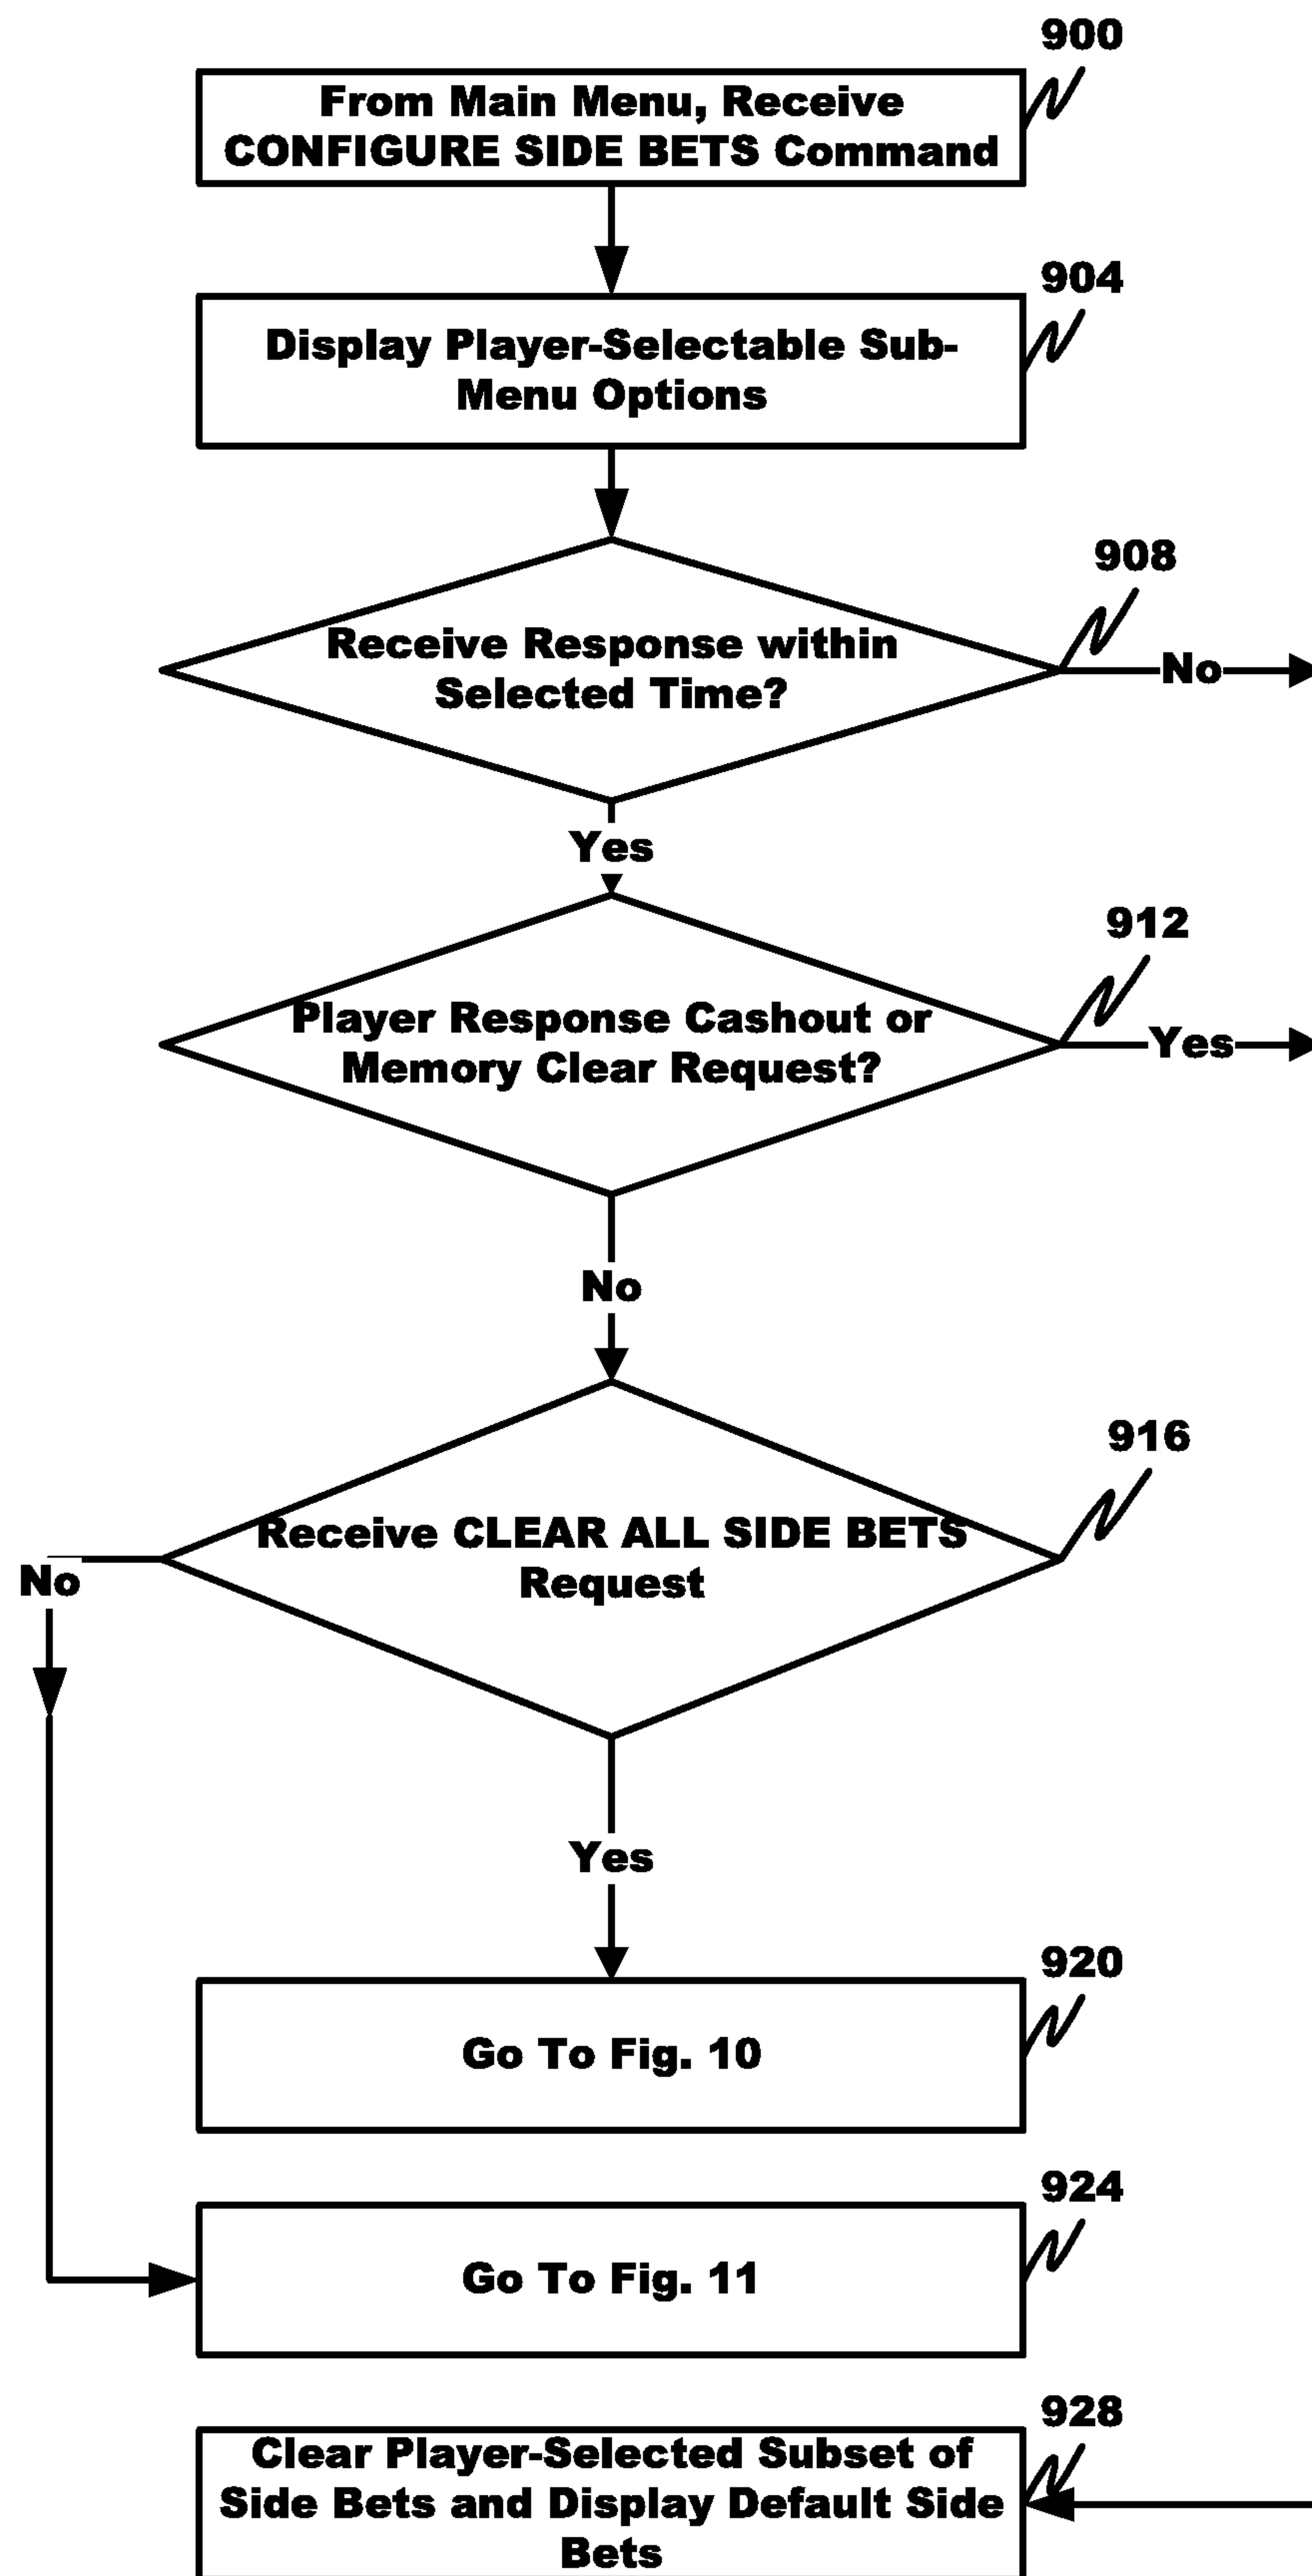 900
From Main Menu, Receive
CONFIGURE SIDE BETS Command
904
Display Player-Selectable Sub-
Menu Options
908
Receive Response within
Selected Time?
No
Yes
912
Player Response Cashout or
Memory Clear Request?
Yes
No
916
Receive CLEAR ALL SIDE BETS
Request
No
Yes
920
Go To Fig. 10
924
Go To Fig. 11
928
Clear Player-Selected Subset of
Side Bets and Display Default Side
Bets